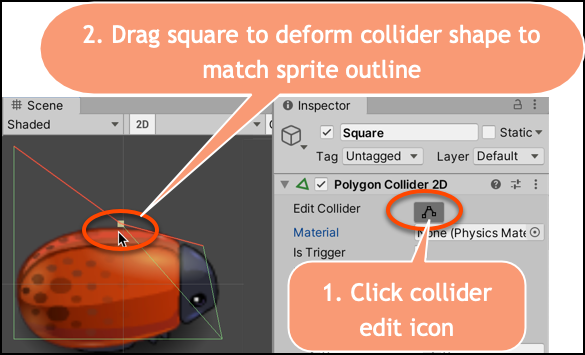 2. Drag square to deform collider shape to
match sprite outline
Scene
Inspector
Shaded
2D
Square
Static
Tag
Untagged
Layer
Default
Polygon Collider 2D
Edit Collider
Material
None (Physics Mate
Is Trigger
1. Click collider
edit icon